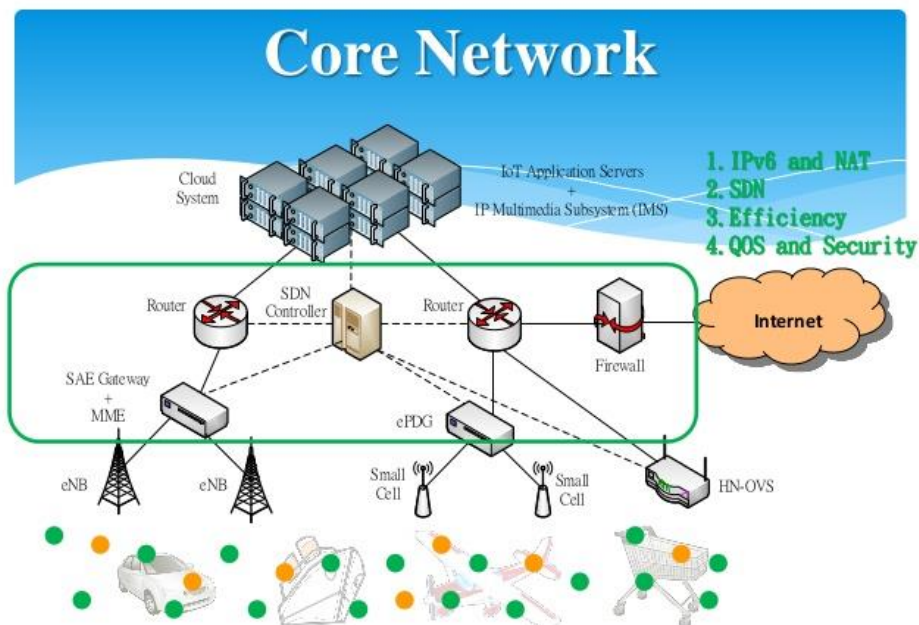 Core Network
Cloud
System
IoT Application Servers
+
IP Multimedia Subsystem (IMS)
1. IPv6 and NAT
2. SDN
3. Efficiency
4. QOS and Security
Router
SDN
Controller
Router
Firewall
Internet
SAE Gateway
+
MME
ePDG
eNB
eNB
Small
Cell
Small
Cell
HN-OVS